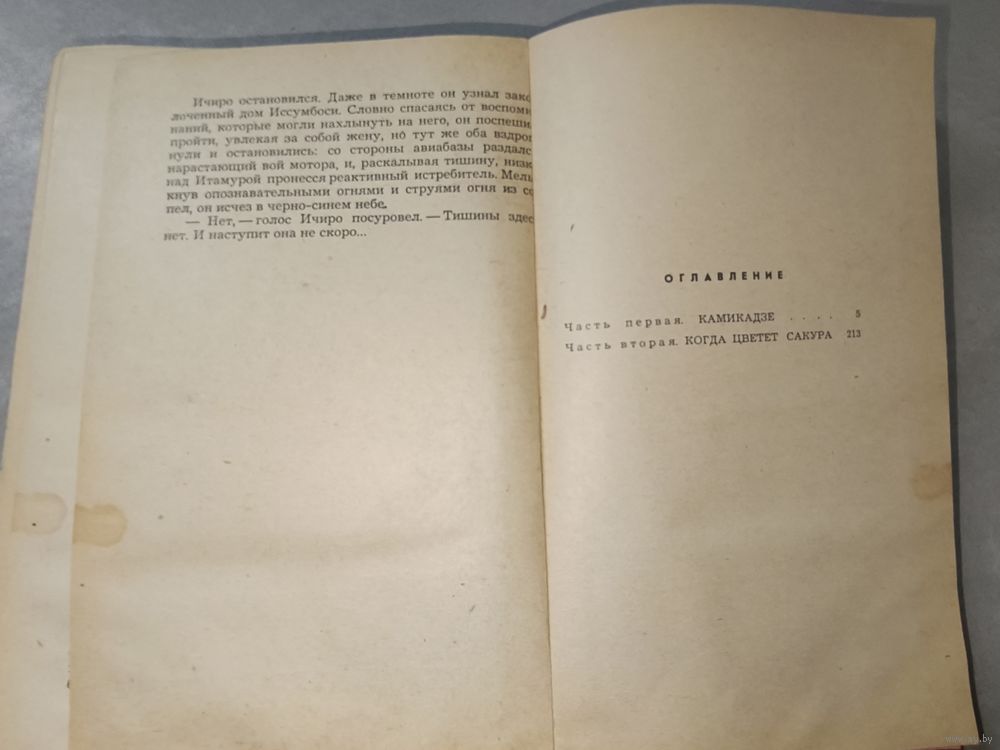 Ичиро остановился. Даже в темноте он узнал зако
лоченный дом Иссумбоси. Словно спасаясь от воспоми
наний, которые могли нахлынуть на него, он поспеши
пройти, увлекая за собой жену, но тут же оба вздрог
нули и остановились: со стороны авиабазы раздалс
нарастающий вой мотора, и, раскалывая тишину, низк
над Итамурой пронесся реактивный истребитель. Мель
кнув опознавательными огнями и струями огня из со
пел, он исчез в черно-синем небе.
— Нет, — голос Ичиро посуровел. — Тишины здес
нет. И наступит она не скоро...
ОГЛАВЛЕНИЕ
Часть первая. КАМИКАДЗЕ . . . . 5
Часть вторая. КОГДА ЦВЕТЕТ САКУРА 213